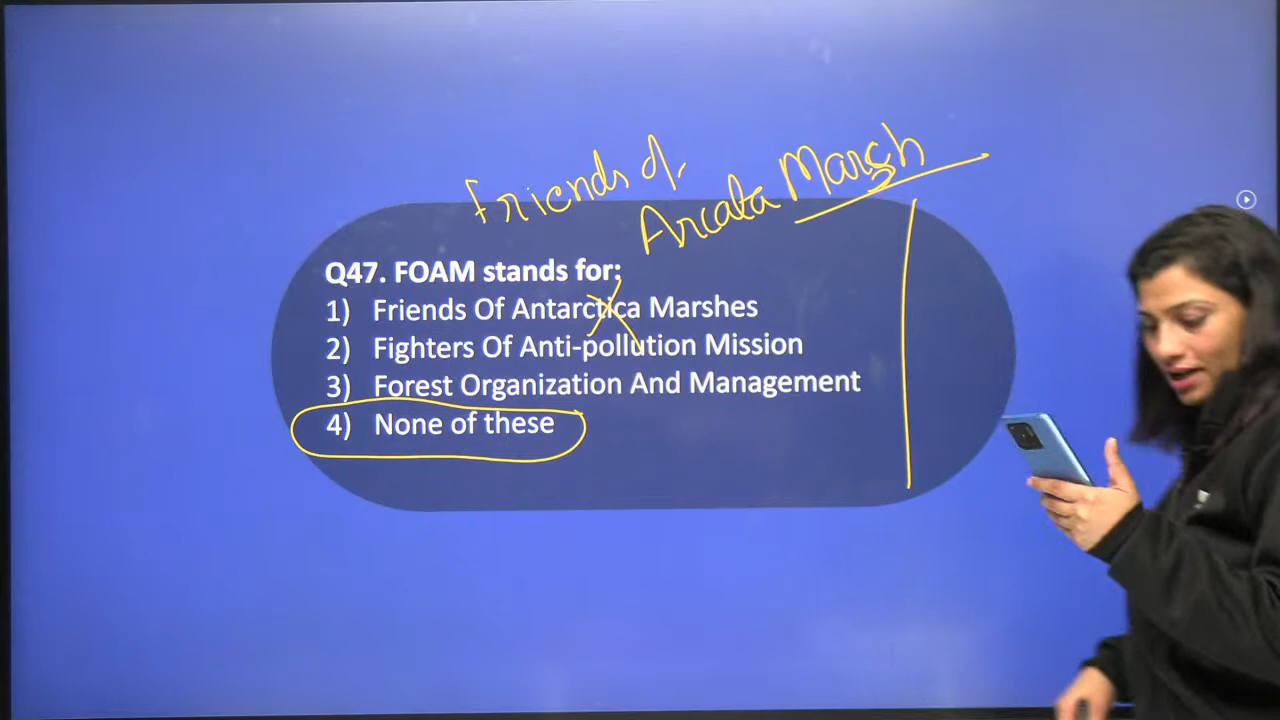 Friends of
Arcata Marsh
Q47. FOAM stands for:
1) Friends Of Antarctica Marshes
2) Fighters Of Anti-pollution Mission
3) Forest Organization And Management
4) None of these